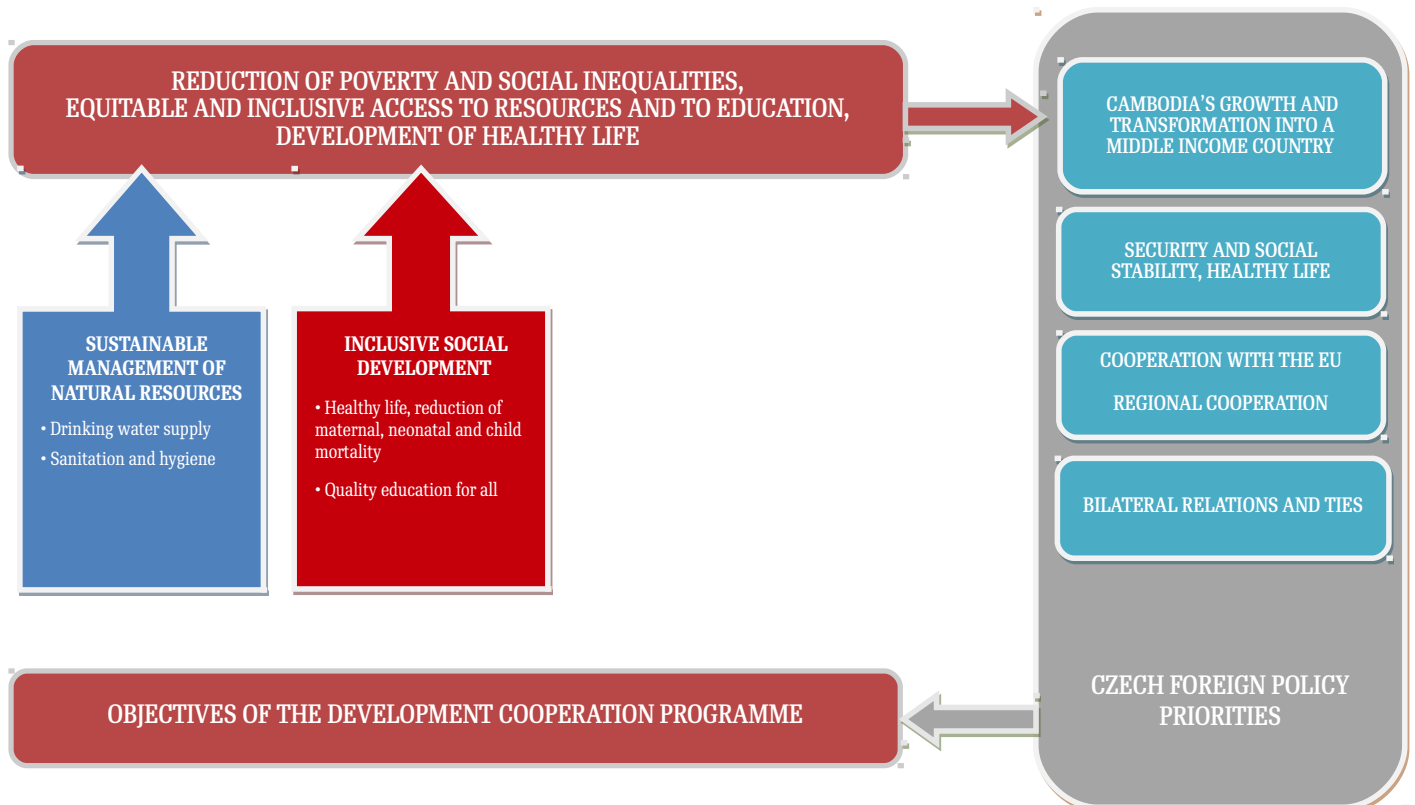 REDUCTION OF POVERTY AND SOCIAL INEQUALITIES,
EQUITABLE AND INCLUSIVE ACCESS TO RESOURCES AND TO EDUCATION,
DEVELOPMENT OF HEALTHY LIFE
SUSTAINABLE
MANAGEMENT OF
NATURAL RESOURCES
• Drinking water supply
• Sanitation and hygiene
INCLUSIVE SOCIAL
DEVELOPMENT
• Healthy life, reduction of
maternal, neonatal and child
mortality
• Quality education for all
CAMBODIA'S GROWTH AND
TRANSFORMATION INTO A
MIDDLE INCOME COUNTRY
SECURITY AND SOCIAL
STABILITY, HEALTHY LIFE
COOPERATION WITH THE EU
REGIONAL COOPERATION
BILATERAL RELATIONS AND TIES
CZECH FOREIGN POLICY
PRIORITIES
OBJECTIVES OF THE DEVELOPMENT COOPERATION PROGRAMME